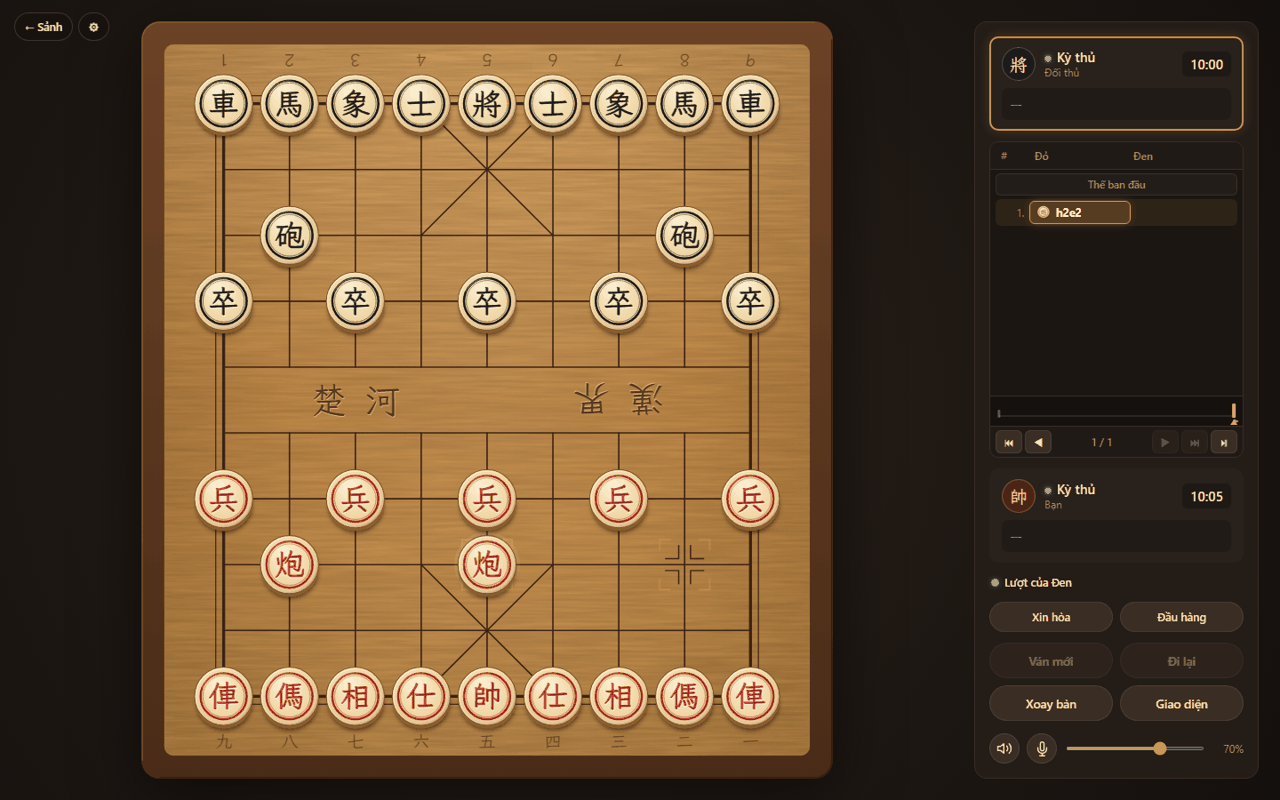 ← Sảnh
1 2 3 4 5 6 7 8 9
車 馬 象 士 將 士 象 馬 車
砲 砲
卒 卒 卒 卒 卒
楚 河 漢 界
兵 兵 兵 兵 兵
炮 炮
俥 傌 相 仕 帥 仕 相 傌 俥
九 八 七 六 五 四 三 二 一
將 Kỳ thủ 10:00
Đối thủ
—
# Đỏ Đen
Thế ban đầu
1. h2e2
1 / 1
帥 Kỳ thủ 10:05
Bạn
—
Lượt của Đen
Xin hòa Đầu hàng
Ván mới Đi lại
Xoay bàn Giao diện
70%